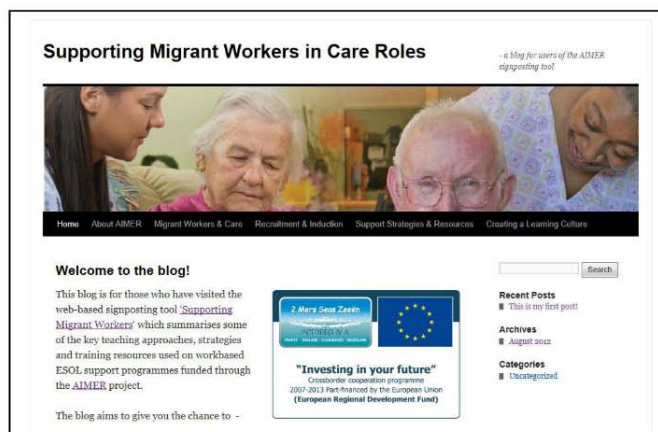 Supporting Migrant Workers in Care Roles
- a blog for users of the AIMER
signposting tool
Home About AIMER Migrant Workers & Care Recruitment & Induction Support Strategies & Resources Creating a Learning Culture
Welcome to the blog!
This blog is for those who have visited the
web-based signposting tool 'Supporting
Migrant Workers' which summarises some
of the key teaching approaches, strategies
and training resources used on workbased
ESOL support programmes funded through
the AIMER project.
The blog aims to give you the chance to -
2 Mers Seas Zeeën
INTERREG IV A
FRANCE - ENGLAND - VLAANDEREN - NEDERLAND
"Investing in your future"
Crossborder cooperation programme
2007-2013 Part-financed by the European Union
(European Regional Development Fund)
Search
Recent Posts
This is my first post!
Archives
August 2012
Categories
Uncategorized